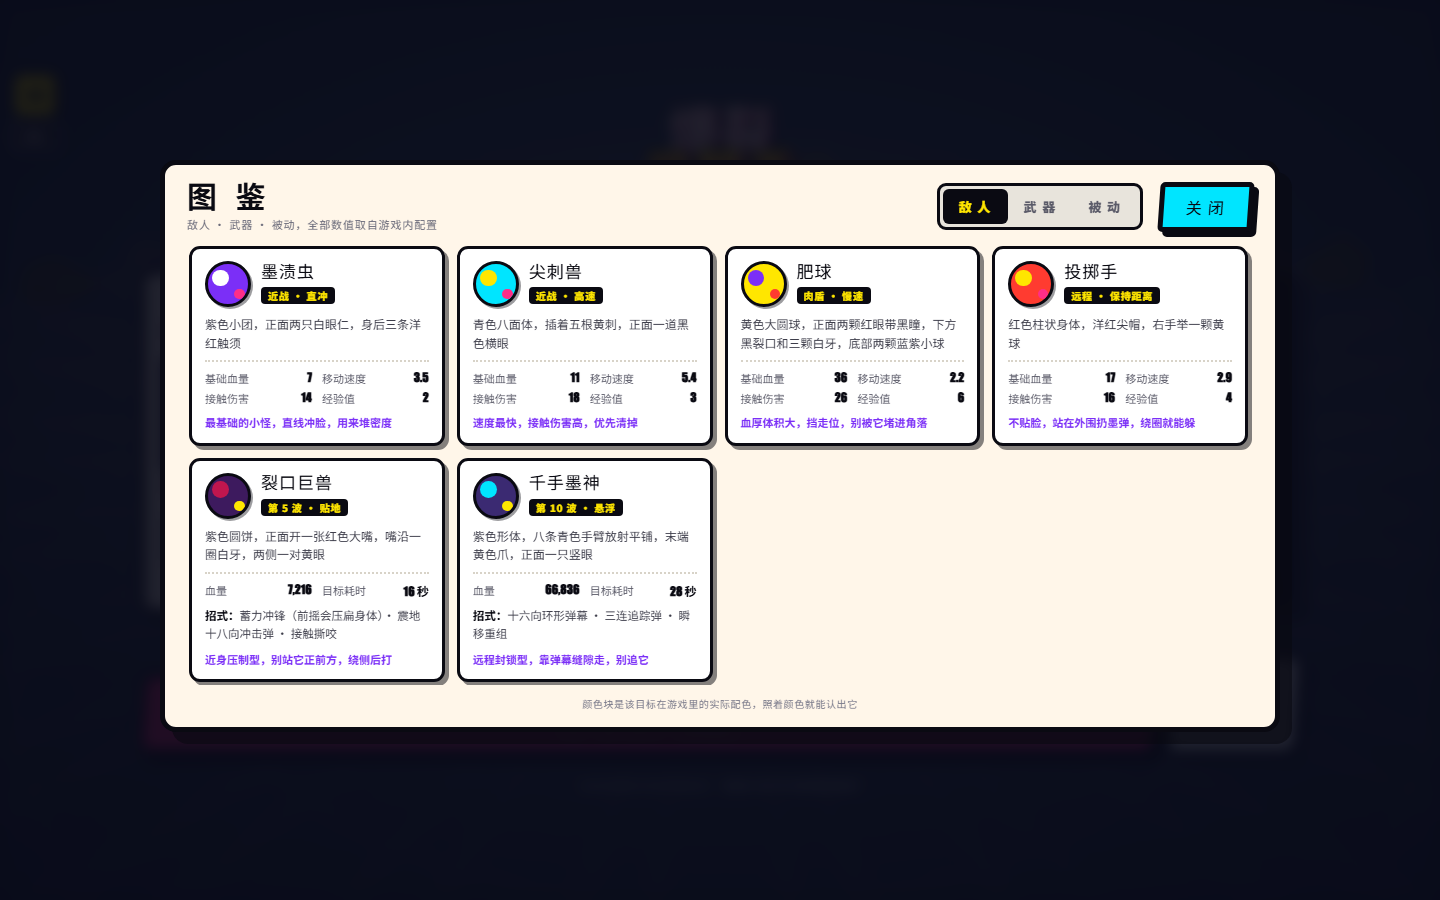 图 鉴
敌人 · 武器 · 被动，全部数值取自游戏内配置
敌人 武器 被动
关闭
墨渍虫
近战 · 直冲
紫色小团，正面两只白眼仁，身后三条洋
红触须
基础血量 7 移动速度 3.5
接触伤害 14 经验值 2
最基础的小怪，直线冲脸，用来堆密度
尖刺兽
近战 · 高速
青色八面体，插着五根黄刺，正面一道黑
色横眼
基础血量 11 移动速度 5.4
接触伤害 18 经验值 3
速度最快，接触伤害高，优先清掉
肥球
肉盾 · 慢速
黄色大圆球，正面两颗红眼带黑瞳，下方
黑裂口和三颗白牙，底部两颗蓝紫小球
基础血量 36 移动速度 2.2
接触伤害 26 经验值 6
血厚体积大，挡走位，别被它堵进角落
投掷手
远程 · 保持距离
红色柱状身体，洋红尖帽，右手举一颗黄
球
基础血量 17 移动速度 2.9
接触伤害 16 经验值 4
不贴脸，站在外围扔墨弹，绕圈就能躲
裂口巨兽
第 5 波 · 贴地
紫色圆饼，正面开一张红色大嘴，嘴沿一
圈白牙，两侧一对黄眼
血量 7,216 目标耗时 16 秒
招式：蓄力冲锋（前摇会压扁身体） · 震地
十八向冲击弹 · 接触撕咬
近身压制型，别站它正前方，绕侧后打
千手墨神
第 10 波 · 悬浮
紫色形体，八条青色手臂放射平铺，末端
黄色爪，正面一只竖眼
血量 66,836 目标耗时 28 秒
招式：十六向环形弹幕 · 三连追踪弹 · 瞬
移重组
远程封锁型，靠弹幕缝隙走，别追它
颜色块是该目标在游戏里的实际配色，照着颜色就能认出它